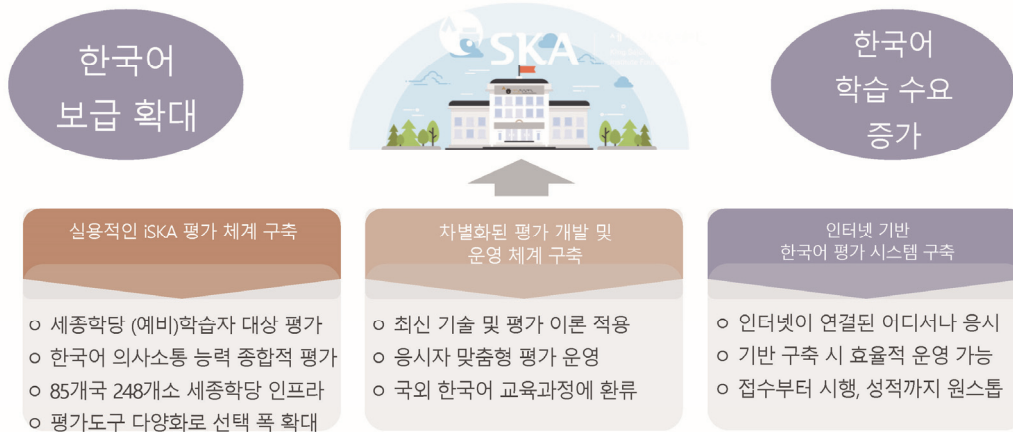 한국어
보급 확대
SKA
한국어
학습 수요
증가
실용적인 iSKA 평가 체계 구축
ㅇ 세종학당 (예비)학습자 대상 평가
ㅇ 한국어 의사소통 능력 종합적 평가
ㅇ 85개국 248개소 세종학당 인프라
ㅇ 평가도구 다양화로 선택 폭 확대
차별화된 평가 개발 및
운영 체계 구축
ㅇ 최신 기술 및 평가 이론 적용
ㅇ 응시자 맞춤형 평가 운영
ㅇ 국외 한국어 교육과정에 환류
인터넷 기반
한국어 평가 시스템 구축
ㅇ 인터넷이 연결된 어디서나 응시
ㅇ 기반 구축 시 효율적 운영 가능
ㅇ 접수부터 시행, 성적까지 원스톱